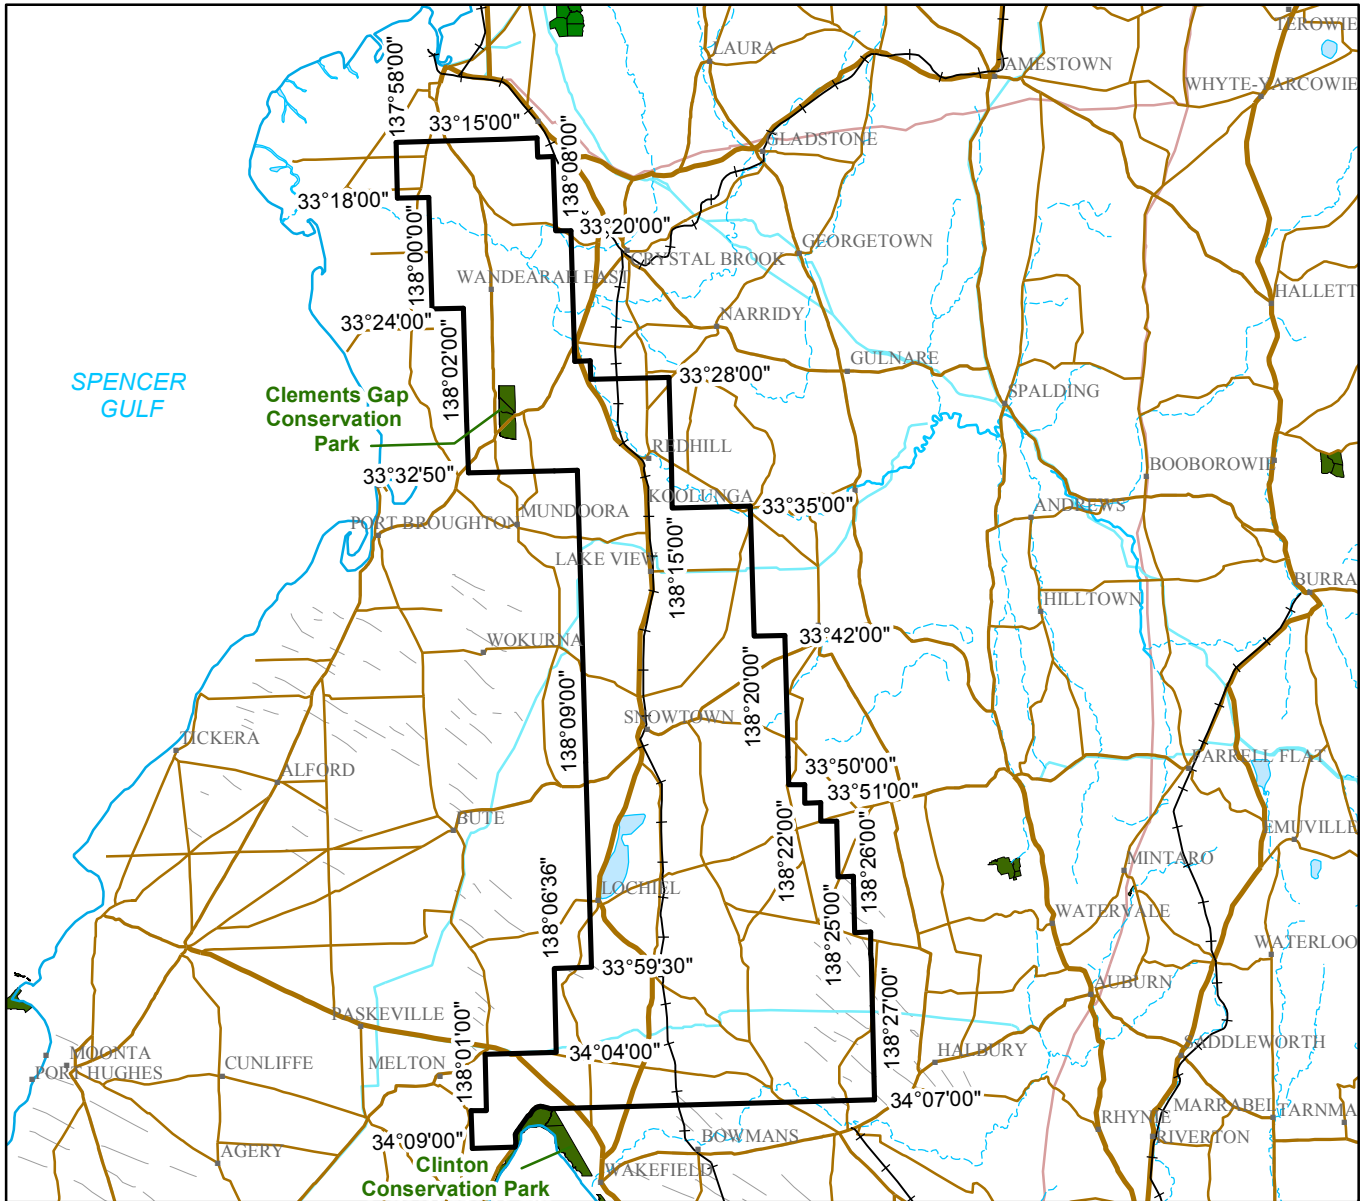 TEROWIE
LAURA
JAMESTOWN
WHYTE-YARCOWIE
137°58'00"
33°15'00"
138°08'00"
GLADSTONE
33°18'00"
138°00'00"
33°20'00"
GEORGETOWN
CRYSTAL BROOK
WANDEARAH EAST
HALLETT
33°24'00"
NARRIDY
138°02'00"
GULNARE
SPENCER
GULF
33°28'00"
Clements Gap
Conservation
Park
SPALDING
REDHILL
BOOBOROWIE
33°32'50"
KOOLUNGA
33°35'00"
ANDREWS
MUNDOORA
PORT BROUGHTON
138°15'00"
LAKE VIEW
BURRA
HILLTOWN
WOKURNA
33°42'00"
138°20'00"
138°09'00"
SNOWTOWN
TICKERA
FARRELL FLAT
ALFORD
33°50'00"
33°51'00"
BUTE
EMUVILLE
138°22'00"
138°26'00"
MINTARO
138°06'36"
LOCHIEL
WATERVALE
138°25'00"
WATERLOO
33°59'30"
AUBURN
PASKEVILLE
138°27'00"
138°01'00"
34°04'00"
HALBURY
SADDLEWORTH
MOONTA
PORT HUGHES
CUNLIFFE
MELTON
34°07'00"
MARRABEL
TARNMA
RHYNIE
RIVERTON
34°09'00"
BOWMANS
AGERY
Clinton
Conservation Park
WAKEFIELD